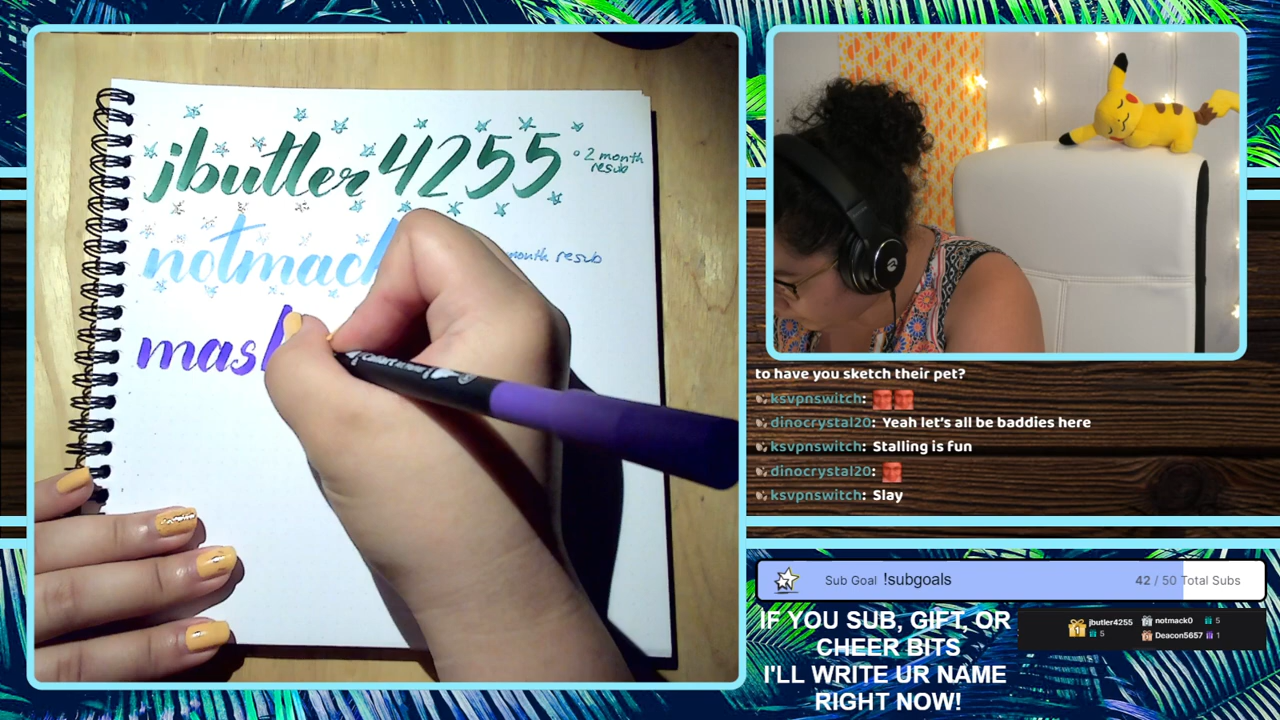 jbutler4255
2 month
resub
notmack
month resub
mash
to have you sketch their pet?
ksvpnswitch:
dinocrystal20: Yeah let's all be baddies here
ksvpnswitch: Stalling is fun
dinocrystal20:
ksvpnswitch: Slay
Sub Goal !subgoals 42 / 50 Total Subs
IF YOU SUB, GIFT, OR
CHEER BITS
I'LL WRITE UR NAME
RIGHT NOW!
1 jbutler4255 5
notmack0 5
Deacon5657 1